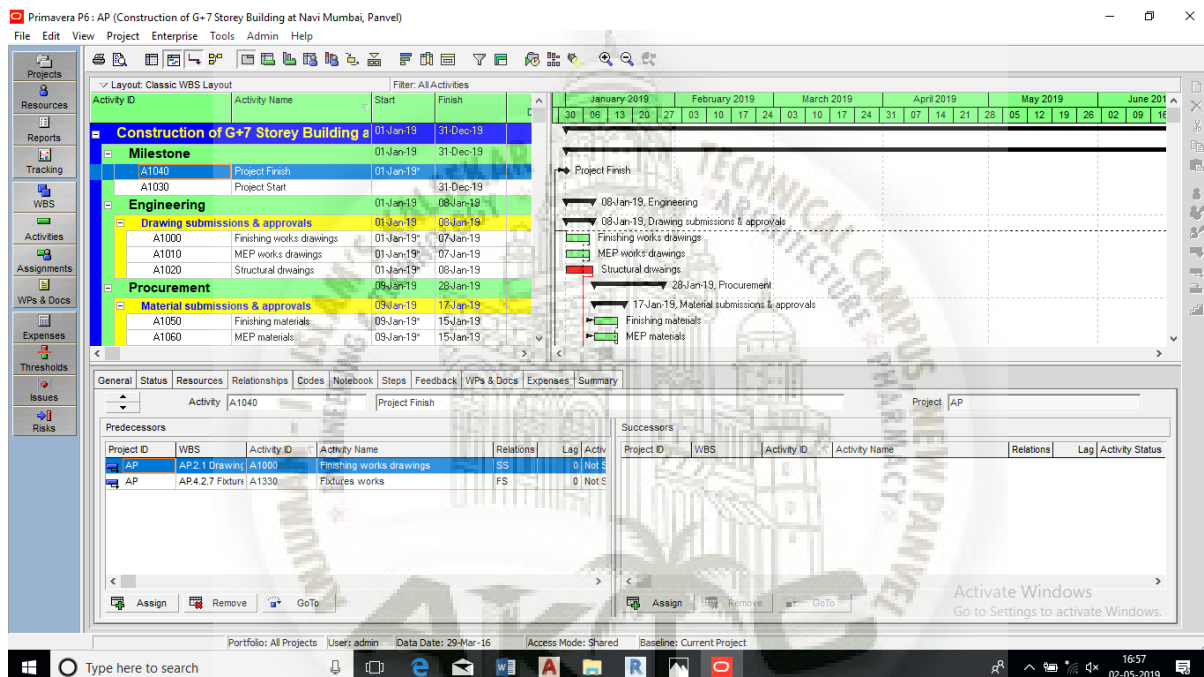 Primavera P6 : AP (Construction of G+7 Storey Building at Navi Mumbai, Panvel)
File Edit View Project Enterprise Tools Admin Help
Projects
Resources
Reports
Tracking
WBS
Activities
Assignments
WPs & Docs
Expenses
Thresholds
Issues
Risks
Layout: Classic WBS Layout Filter: All Activities
Activity ID Activity Name Start Finish
January 2019 February 2019 March 2019 April 2019 May 2019 June 201
30 06 13 20 27 03 10 17 24 03 10 17 24 31 07 14 21 28 05 12 19 26 02 09 16
Construction of G+7 Storey Building a 01-Jan-19 31-Dec-19
Milestone 01-Jan-19 31-Dec-19
A1040 Project Finish 01-Jan-19* Project Finish
A1030 Project Start 31-Dec-19
Engineering 01-Jan-19 08-Jan-19 08-Jan-19, Engineering
Drawing submissions & approvals 01-Jan-19 08-Jan-19 08-Jan-19, Drawing submissions & approvals
A1000 Finishing works drawings 01-Jan-19* 07-Jan-19 Finishing works drawings
A1010 MEP works drawings 01-Jan-19* 07-Jan-19 MEP works drawings
A1020 Structural drwaings 01-Jan-19* 08-Jan-19 Structural drwaings
Procurement 09-Jan-19 28-Jan-19 28-Jan-19, Procurement
Material submissions & approvals 09-Jan-19 17-Jan-19 17-Jan-19, Material submissions & approvals
A1050 Finishing materials 09-Jan-19* 15-Jan-19 Finishing materials
A1060 MEP materials 09-Jan-19* 15-Jan-19 MEP materials
General Status Resources Relationships Codes Notebook Steps Feedback WPs & Docs Expenses Summary
Activity A1040 Project Finish Project AP
Predecessors
Project ID WBS Activity ID Activity Name Relations Lag Activ
AP AP.2.1 Drawing A1000 Finishing works drawings SS 0 Not S
AP AP.4.2.7 Fixture A1330 Fixtures works FS 0 Not S
Assign Remove GoTo
Successors
Project ID WBS Activity ID Activity Name Relations Lag Activity Status
Assign Remove GoTo
Activate Windows
Go to Settings to activate Windows.
Portfolio: All Projects User: admin Data Date: 29-Mar-16 Access Mode: Shared Baseline: Current Project
Type here to search
16:57
02-05-2019
TECHNICAL CAMPUS
NEW PANVEL
ARCHITECTURE
PHARMACY
AKTC